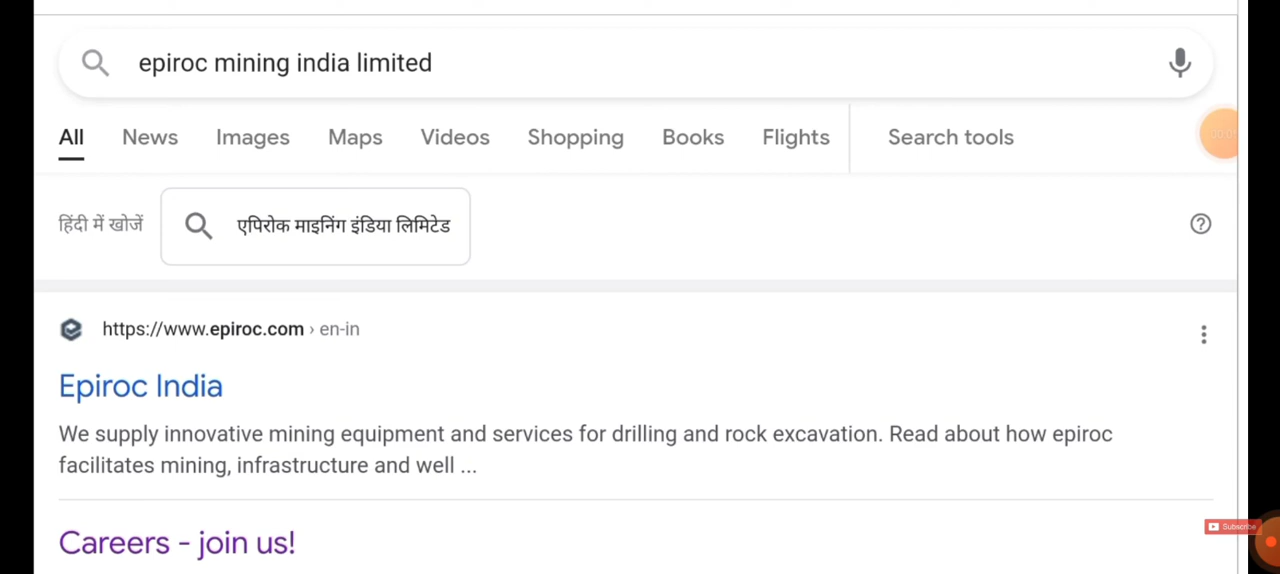 epiroc mining india limited
All News Images Maps Videos Shopping Books Flights Search tools
हिंदी में खोजें एपिरोक माइनिंग इंडिया लिमिटेड
https://www.epiroc.com › en-in
Epiroc India
We supply innovative mining equipment and services for drilling and rock excavation. Read about how epiroc
facilitates mining, infrastructure and well ...
Subscribe
Careers - join us!